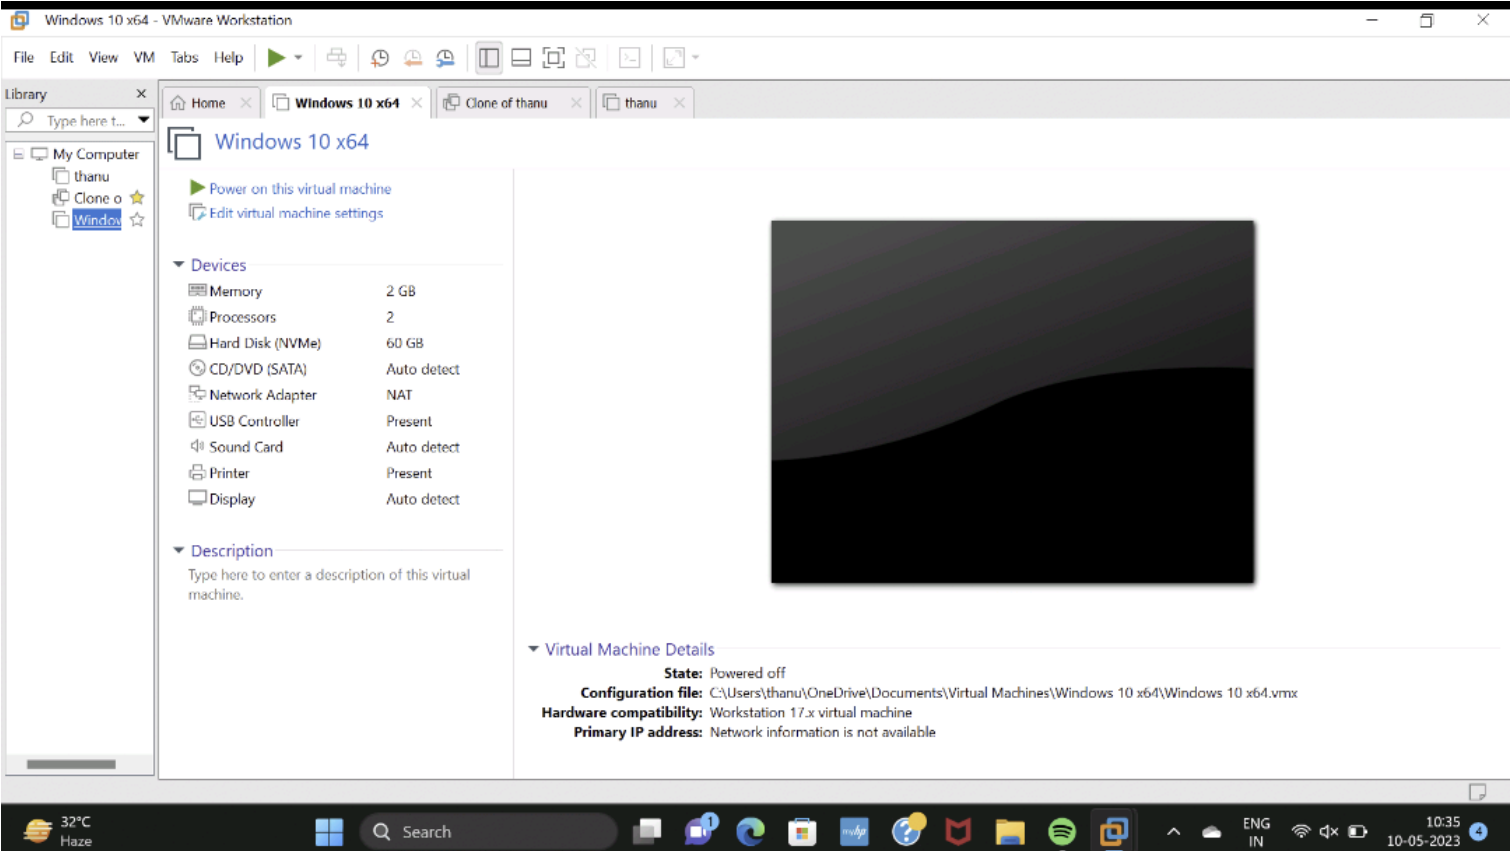 Windows 10 x64 - VMware Workstation
File Edit View VM Tabs Help
Library
Type here t...
My Computer
thanu
Clone o
Window
Home
Windows 10 x64
Clone of thanu
thanu
Windows 10 x64
Power on this virtual machine
Edit virtual machine settings
Devices
Memory 2 GB
Processors 2
Hard Disk (NVMe) 60 GB
CD/DVD (SATA) Auto detect
Network Adapter NAT
USB Controller Present
Sound Card Auto detect
Printer Present
Display Auto detect
Description
Type here to enter a description of this virtual
machine.
Virtual Machine Details
State: Powered off
Configuration file: C:\Users\thanu\OneDrive\Documents\Virtual Machines\Windows 10 x64\Windows 10 x64.vmx
Hardware compatibility: Workstation 17.x virtual machine
Primary IP address: Network information is not available
32°C
Haze
Search
1
myhp
ENG
IN
10:35
10-05-2023
4